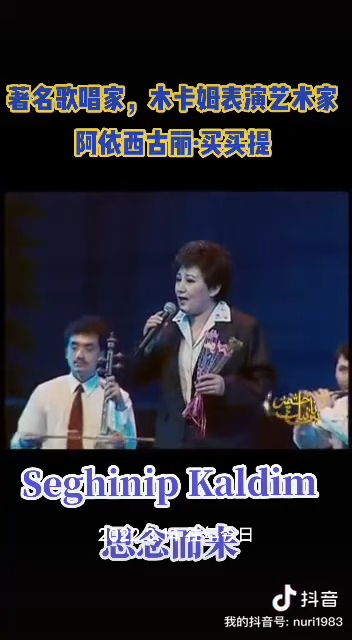 著名歌唱家，木卡姆表演艺术家
阿依西古丽·买买提
Seghinip Kaldim
思念而来
抖音
我的抖音号: nuri1983